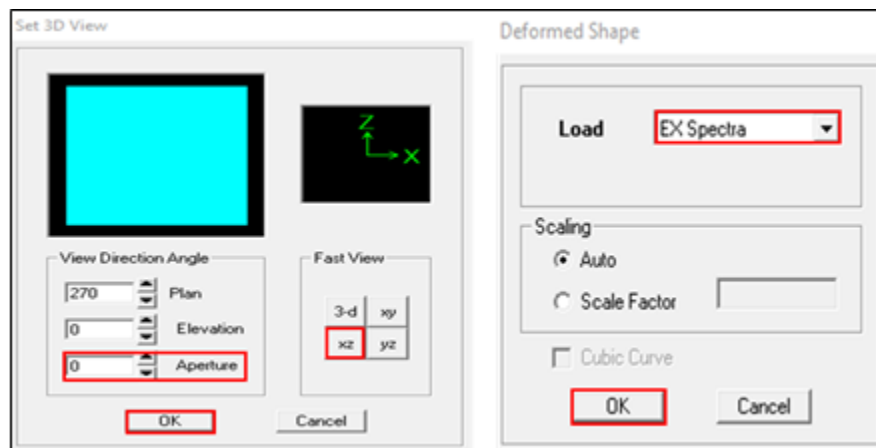 Set 3D View
Z
X
View Direction Angle
270 Plan
0 Elevation
0 Aperture
Fast View
3-d xy
xz yz
OK Cancel
Deformed Shape
Load EX Spectra
Scaling
Auto
Scale Factor
Cubic Curve
OK Cancel